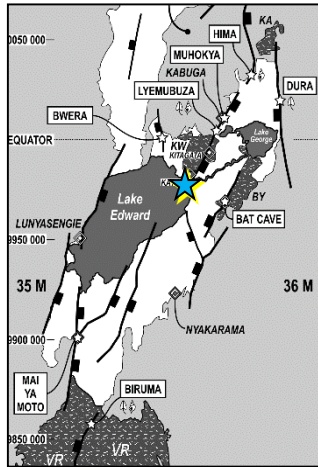 0050 000
KA
HIMA
MUHOKYA
KABUGA
LYEMUBUZA
DURA
BWERA
EQUATOR
KW
KITAGATA
Lake
George
KA
Lake
Edward
BY
BAT CAVE
LUNYASENGIE
9950 000
35 M
36 M
NYAKARAMA
9900 000
MAI
YA
MOTO
BIRUMA
9850 000
VR
VR